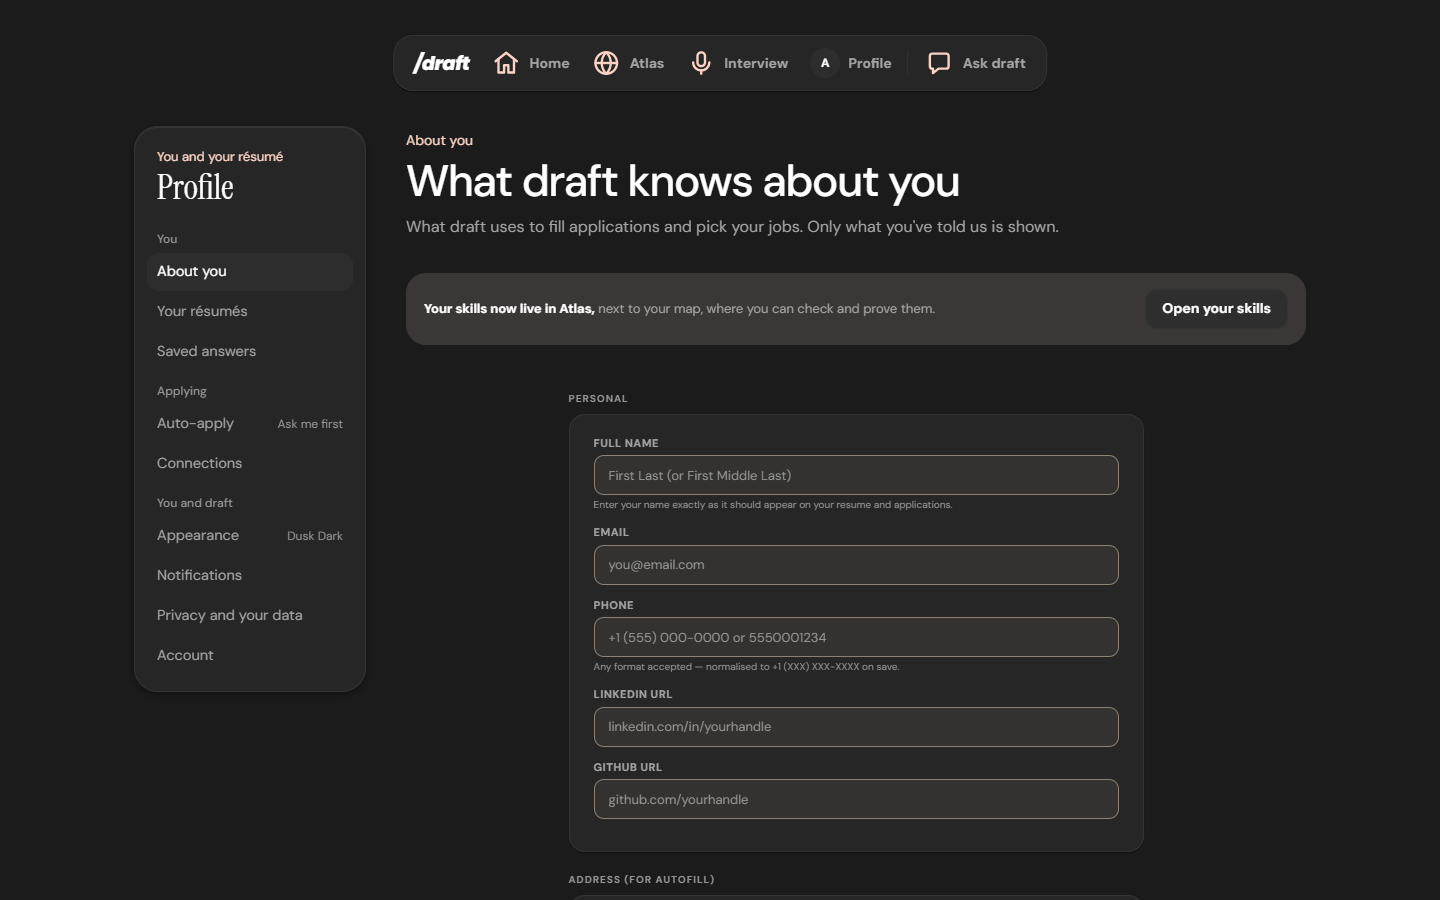 /draft
Home
Atlas
Interview
A
Profile
Ask draft
You and your résumé
Profile
You
About you
Your résumés
Saved answers
Applying
Auto-apply
Ask me first
Connections
You and draft
Appearance
Dusk Dark
Notifications
Privacy and your data
Account
About you
What draft knows about you
What draft uses to fill applications and pick your jobs. Only what you've told us is shown.
Your skills now live in Atlas, next to your map, where you can check and prove them.
Open your skills
PERSONAL
FULL NAME
First Last (or First Middle Last)
Enter your name exactly as it should appear on your resume and applications.
EMAIL
you@email.com
PHONE
+1 (555) 000-0000 or 5550001234
Any format accepted — normalised to +1 (XXX) XXX-XXXX on save.
LINKEDIN URL
linkedin.com/in/yourhandle
GITHUB URL
github.com/yourhandle
ADDRESS (FOR AUTOFILL)